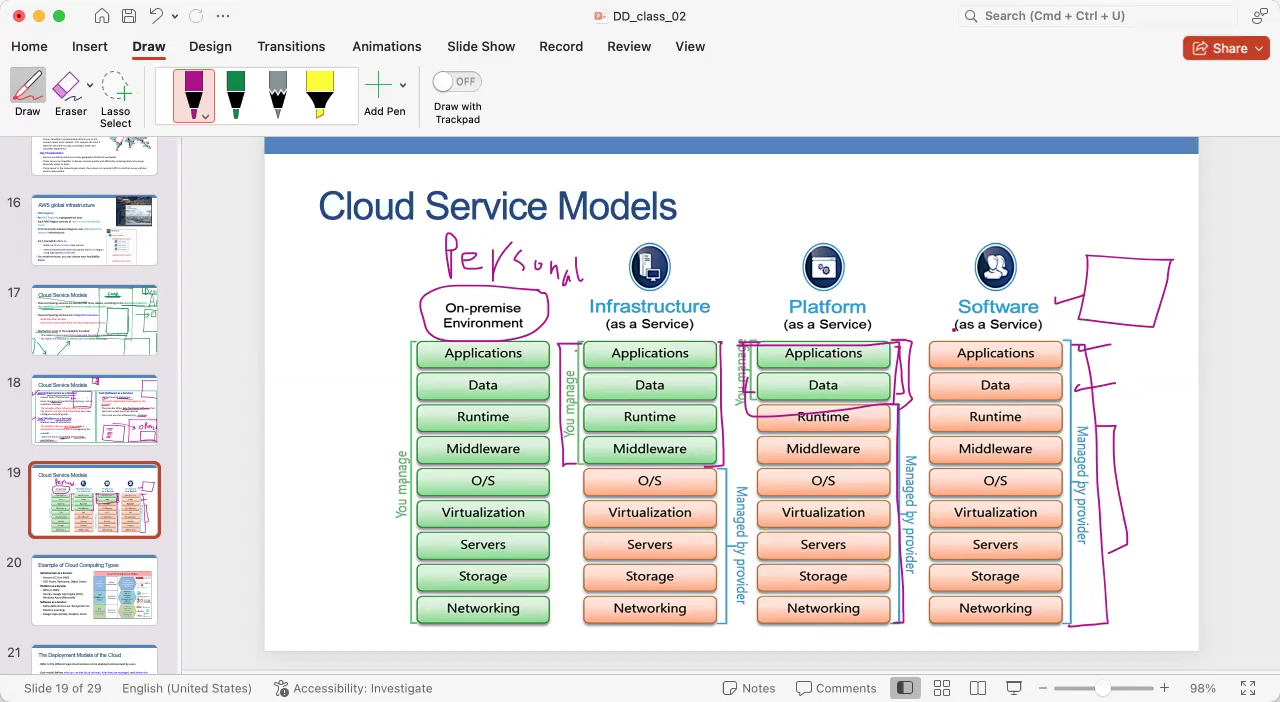 DD_class_02
Search (Cmd + Ctrl + U)
Home Insert Draw Design Transitions Animations Slide Show Record Review View
Share
Draw Eraser Lasso Select
Add Pen
OFF
Draw with Trackpad
16
AWS global infrastructure
17
Cloud Service Models
18
19
Cloud Service Models
20
Example of Cloud Computing Types
21
The Deployment Models of the Cloud
Cloud Service Models
Personal
On-premise Environment
You manage
Applications
Data
Runtime
Middleware
O/S
Virtualization
Servers
Storage
Networking
Infrastructure
(as a Service)
You manage
Applications
Data
Runtime
Middleware
O/S
Virtualization
Servers
Storage
Networking
Managed by provider
Platform
(as a Service)
You manage
Applications
Data
Runtime
Middleware
O/S
Virtualization
Servers
Storage
Networking
Managed by provider
Software
(as a Service)
Applications
Data
Runtime
Middleware
O/S
Virtualization
Servers
Storage
Networking
Managed by provider
Slide 19 of 29 English (United States) Accessibility: Investigate
Notes Comments 98%